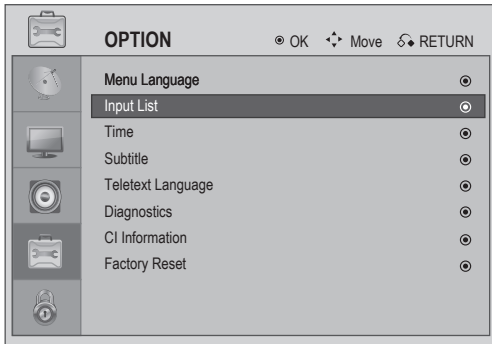 OPTION OK Move RETURN
Menu Language
Input List
Time
Subtitle
Teletext Language
Diagnostics
CI Information
Factory Reset